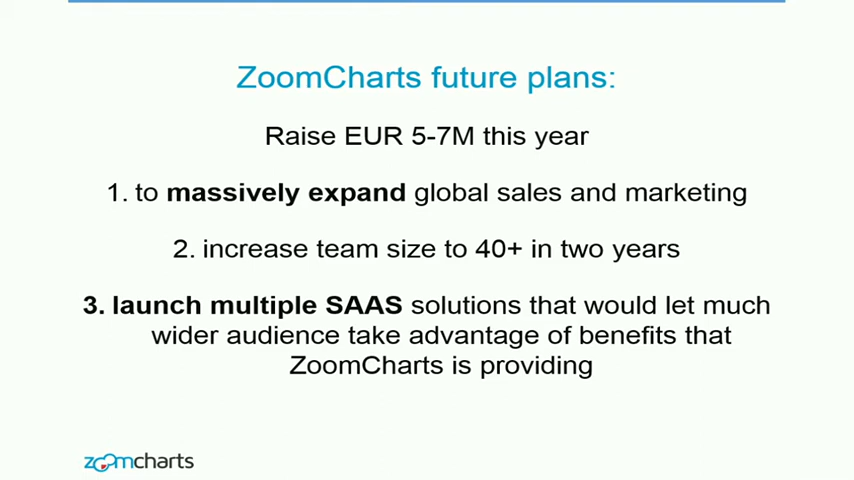 ZoomCharts future plans:
Raise EUR 5-7M this year
1. to massively expand global sales and marketing
2. increase team size to 40+ in two years
3. launch multiple SAAS solutions that would let much
wider audience take advantage of benefits that
ZoomCharts is providing
zoomcharts